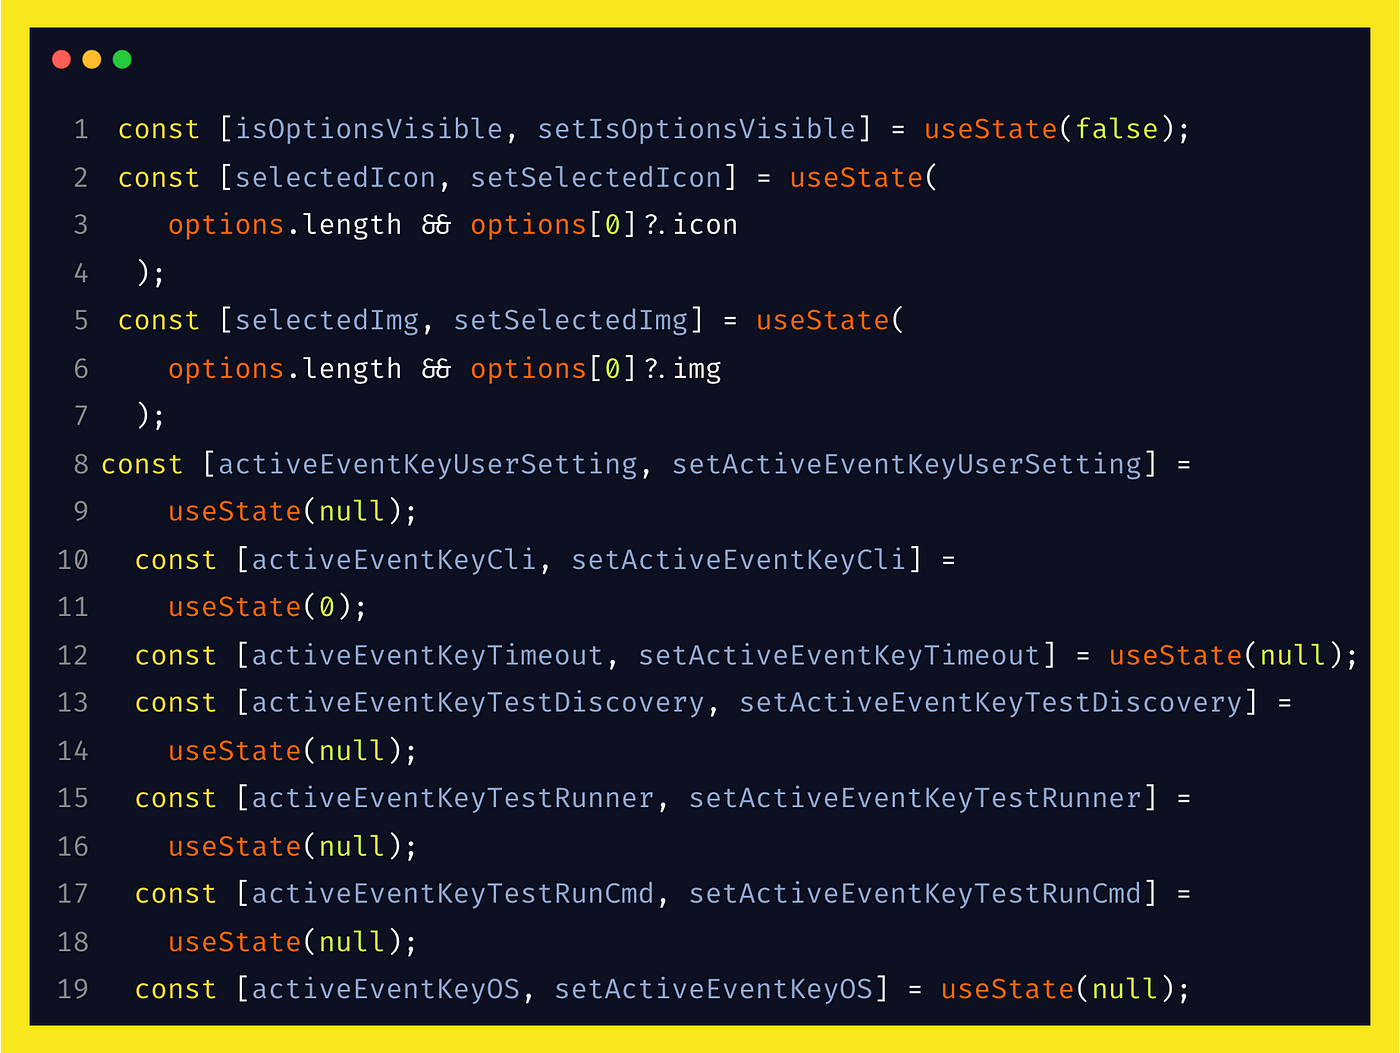 1 const [isOptionsVisible, setIsOptionsVisible] = useState(false);
2 const [selectedIcon, setSelectedIcon] = useState(
3    options.length && options[0]?.icon
4  );
5 const [selectedImg, setSelectedImg] = useState(
6    options.length && options[0]?.img
7  );
8 const [activeEventKeyUserSetting, setActiveEventKeyUserSetting] =
9    useState(null);
10  const [activeEventKeyCli, setActiveEventKeyCli] =
11    useState(0);
12  const [activeEventKeyTimeout, setActiveEventKeyTimeout] = useState(null);
13  const [activeEventKeyTestDiscovery, setActiveEventKeyTestDiscovery] =
14    useState(null);
15  const [activeEventKeyTestRunner, setActiveEventKeyTestRunner] =
16    useState(null);
17  const [activeEventKeyTestRunCmd, setActiveEventKeyTestRunCmd] =
18    useState(null);
19  const [activeEventKeyOS, setActiveEventKeyOS] = useState(null);